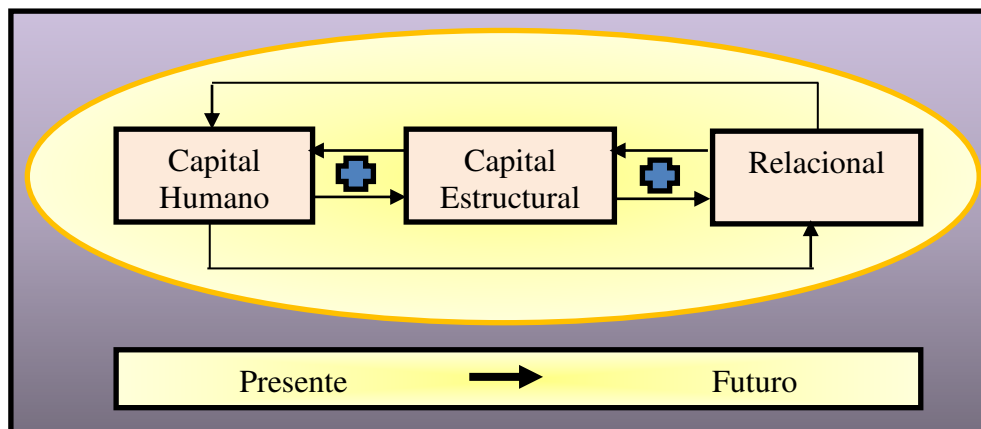 Capital
Humano
Capital
Estructural
Relacional
Presente
Futuro